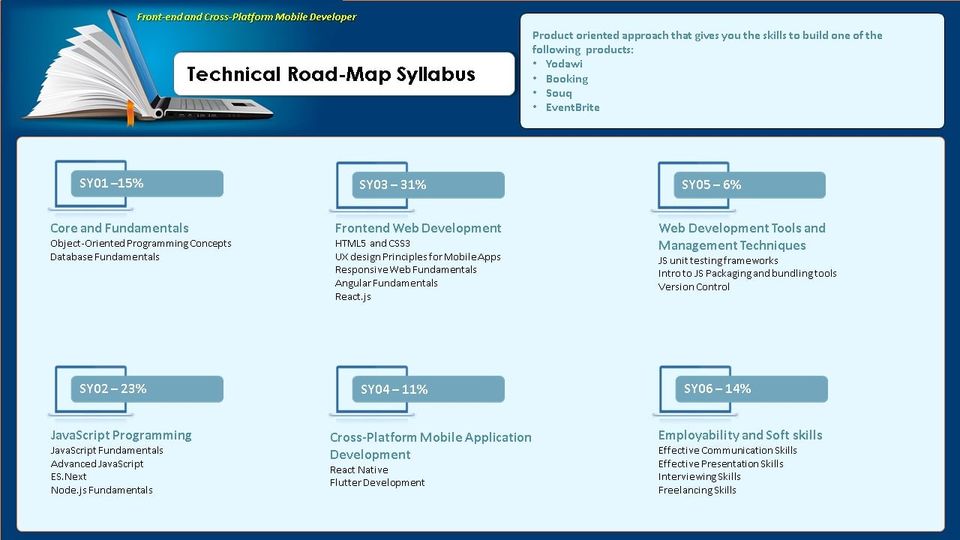 Front-end and Cross-Platform Mobile Developer
Technical Road-Map Syllabus
Product oriented approach that gives you the skills to build one of the
following products:
• Yodawi
• Booking
• Souq
• EventBrite
SY01 –15%
Core and Fundamentals
Object-Oriented Programming Concepts
Database Fundamentals
SY03 – 31%
Frontend Web Development
HTML5 and CSS3
UX design Principles for Mobile Apps
Responsive Web Fundamentals
Angular Fundamentals
React.js
SY05 – 6%
Web Development Tools and
Management Techniques
JS unit testing frameworks
Intro to JS Packaging and bundling tools
Version Control
SY02 – 23%
JavaScript Programming
JavaScript Fundamentals
Advanced JavaScript
ES.Next
Node.js Fundamentals
SY04 – 11%
Cross-Platform Mobile Application
Development
React Native
Flutter Development
SY06 – 14%
Employability and Soft skills
Effective Communication Skills
Effective Presentation Skills
Interviewing Skills
Freelancing Skills